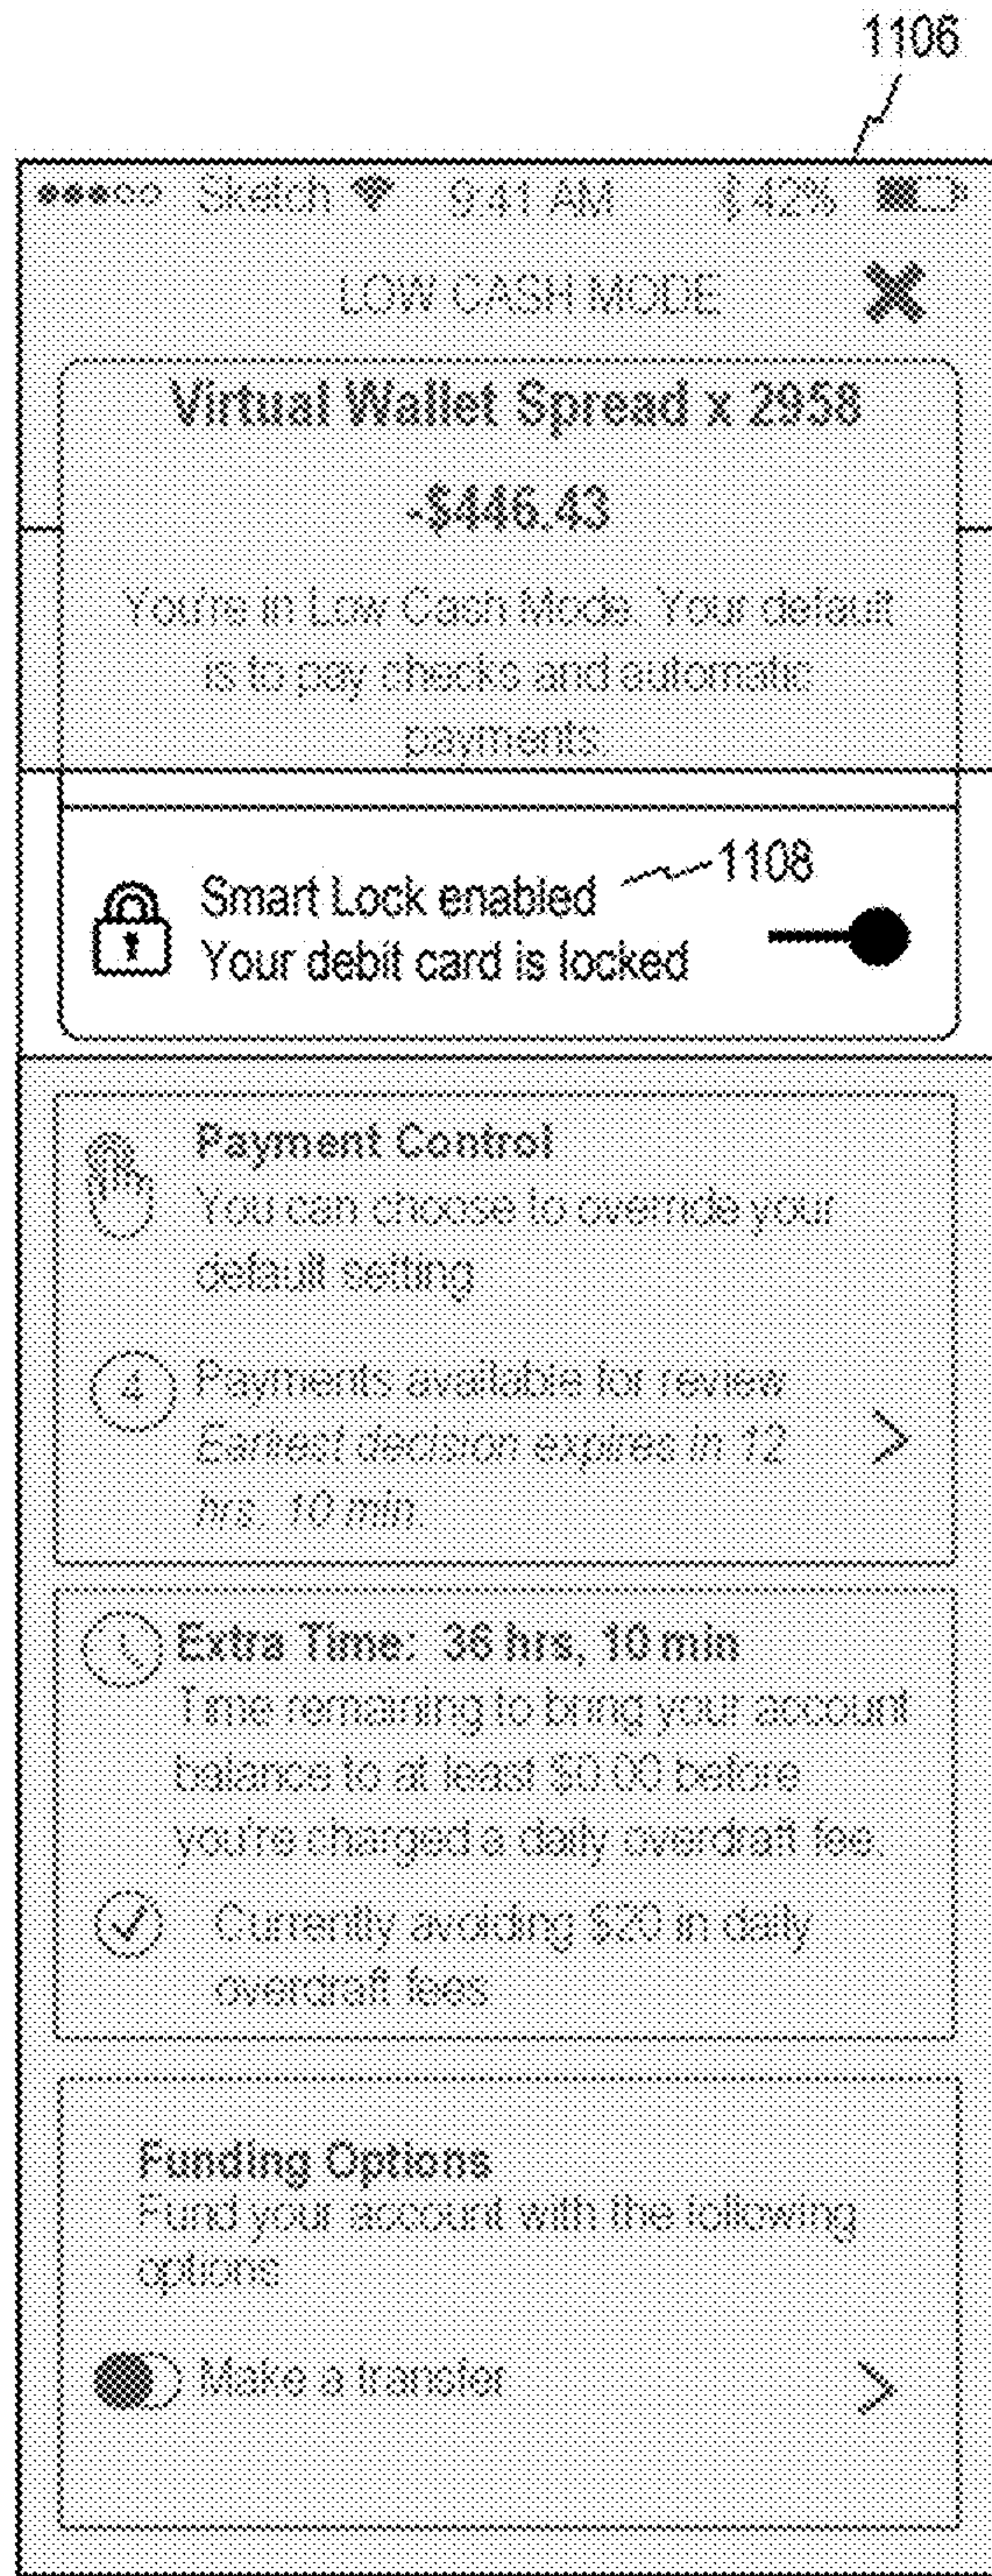 1106
Sketch 9:41 AM 42%
LOW CASH MODE
Virtual Wallet Spread x 2958
-$446.43
You're in Low Cash Mode. Your default
is to pay checks and automatic
payments.
Smart Lock enabled 1108
Your debit card is locked
Payment Control
You can choose to override your
default setting
4 Payments available for review
Earliest decision expires in 12
hrs. 10 min.
Extra Time: 36 hrs, 10 min
Time remaining to bring your account
balance to at least $0.00 before
you're charged a daily overdraft fee.
Currently avoiding $20 in daily
overdraft fees
Funding Options
Fund your account with the following
options
Make a transfer